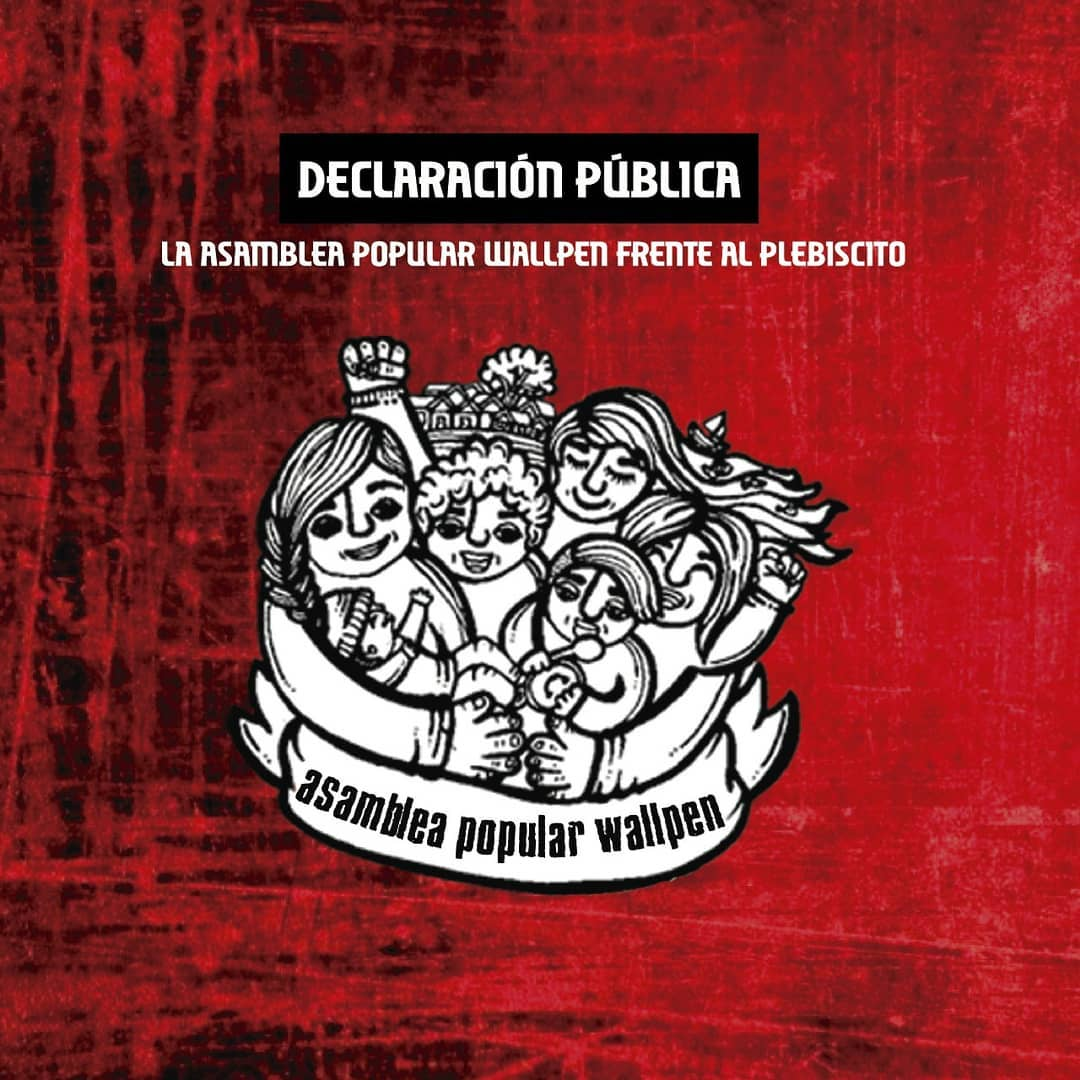 DECLARACIÓN PÚBLICA
LA ASAMBLEA POPULAR WALLPEN FRENTE AL PLEBISCITO
asamblea popular wallpen